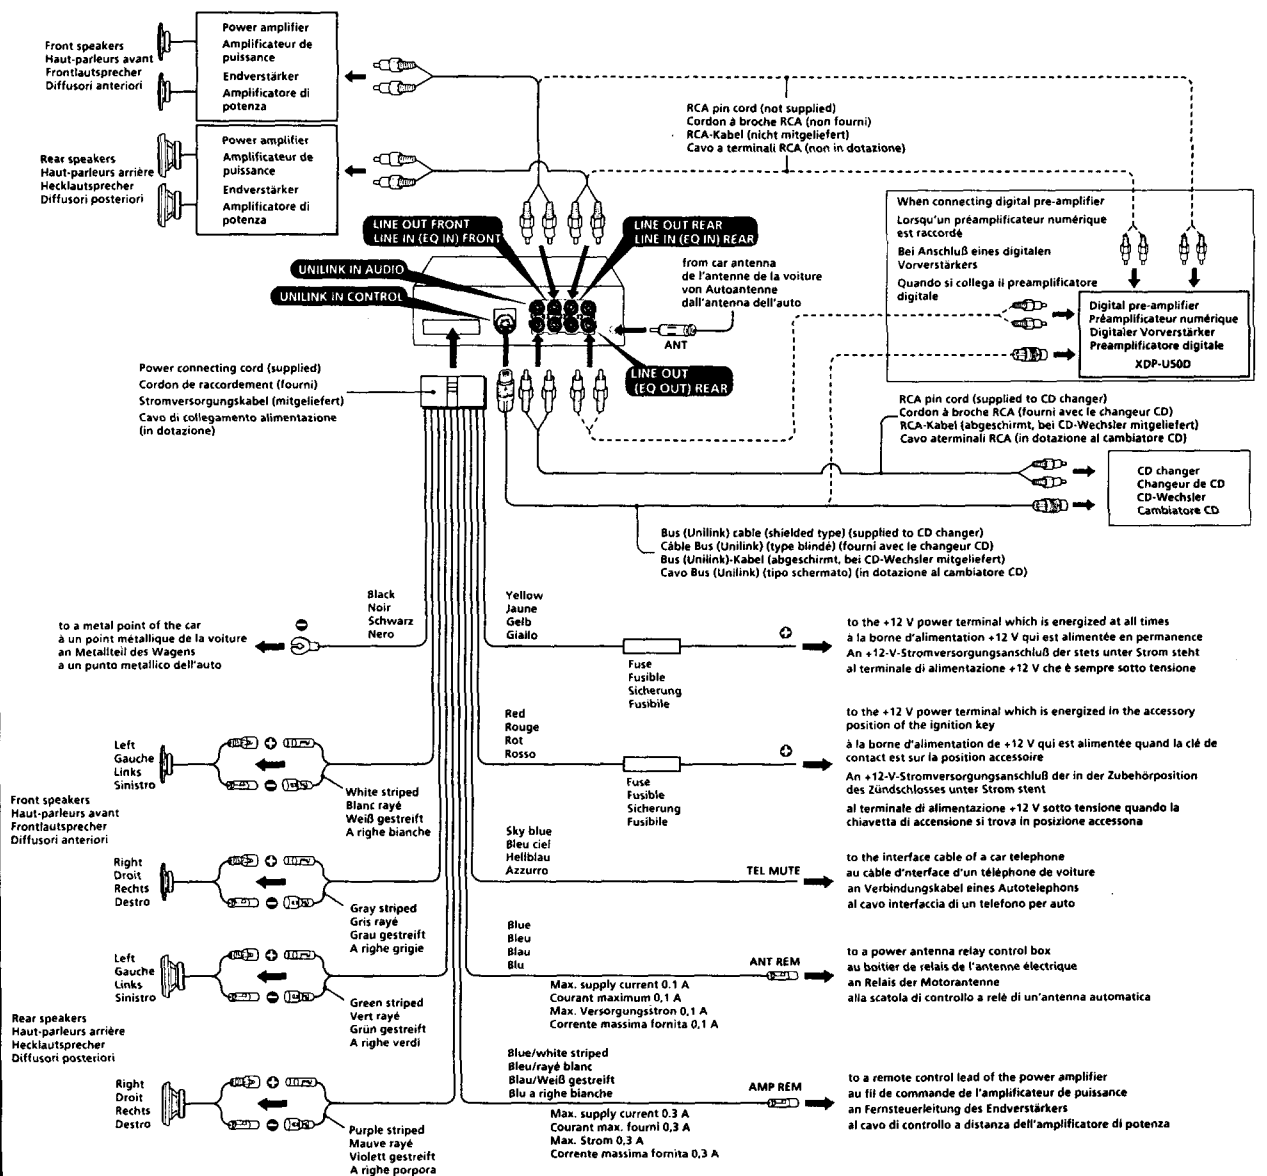 Front speakers
Haut-parleurs avant
Frontlautsprecher
Diffusori anteriori
Power amplifier
Amplificateur de
puissance
Endverstärker
Amplificatore di
potenza
Rear speakers
Haut-parleurs arrière
Hecklautsprecher
Diffusori posteriori
Power amplifier
Amplificateur de
puissance
Endverstärker
Amplificatore di
potenza
RCA pin cord (not supplied)
Cordon à broche RCA (non fourni)
RCA-Kabel (nicht mitgeliefert)
Cavo a terminali RCA (non in dotazione)
LINE OUT FRONT
LINE IN (EQ IN) FRONT
LINE OUT REAR
LINE IN (EQ IN) REAR
UNILINK IN AUDIO
UNILINK IN CONTROL
from car antenna
de l'antenne de la voiture
von Autoantenne
dall'antenna dell'auto
ANT
LINE OUT
(EQ OUT) REAR
When connecting digital pre-amplifier
Lorsqu'un préamplificateur numérique
est raccordé
Bei Anschluß eines digitalen
Vorverstärkers
Quando si collega il preamplificatore
digitale
Digital pre-amplifier
Préamplificateur numérique
Digitaler Vorverstärker
Preamplificatore digitale
XDP-U50D
Power connecting cord (supplied)
Cordon de raccordement (fourni)
Stromversorgungskabel (mitgeliefert)
Cavo di collegamento alimentazione
(in dotazione)
RCA pin cord (supplied to CD changer)
Cordon à broche RCA (fourni avec le changeur CD)
RCA-Kabel (abgeschirmt, bei CD-Wechsler mitgeliefert)
Cavo aterminali RCA (in dotazione al cambiatore CD)
CD changer
Changeur de CD
CD-Wechsler
Cambiatore CD
Bus (Unilink) cable (shielded type) (supplied to CD changer)
Câble Bus (Unilink) (type blindé) (fourni avec le changeur CD)
Bus (Unilink)-Kabel (abgeschirmt, bei CD-Wechsler mitgeliefert)
Cavo Bus (Unilink) (tipo schermato) (in dotazione al cambiatore CD)
to a metal point of the car
à un point métallique de la voiture
an Metallteil des Wagens
a un punto metallico dell'auto
Black
Noir
Schwarz
Nero
Yellow
Jaune
Gelb
Giallo
Fuse
Fusible
Sicherung
Fusibile
to the +12 V power terminal which is energized at all times
à la borne d'alimentation +12 V qui est alimentée en permanence
An +12-V-Stromversorgungsanschluß der stets unter Strom steht
al terminale di alimentazione +12 V che è sempre sotto tensione
Red
Rouge
Rot
Rosso
Fuse
Fusible
Sicherung
Fusibile
to the +12 V power terminal which is energized in the accessory
position of the ignition key
à la borne d'alimentation de +12 V qui est alimentée quand la clé de
contact est sur la position accessoire
An +12-V-Stromversorgungsanschluß der in der Zubehörposition
des Zündschlosses unter Strom stent
al terminale di alimentazione +12 V sotto tensione quando la
chiavetta di accensione si trova in posizione accessona
Front speakers
Haut-parleurs avant
Frontlautsprecher
Diffusori anteriori
Left
Gauche
Links
Sinistro
White striped
Blanc rayé
Weiß gestreift
A righe bianche
Right
Droit
Rechts
Destro
Gray striped
Gris rayé
Grau gestreift
A righe grigie
Sky blue
Bleu ciel
Hellblau
Azzurro
TEL MUTE
to the interface cable of a car telephone
au câble d'nterface d'un téléphone de voiture
an Verbindungskabel eines Autotelephons
al cavo interfaccia di un telefono per auto
Rear speakers
Haut-parleurs arrière
Hecklautsprecher
Diffusori posteriori
Left
Gauche
Links
Sinistro
Green striped
Vert rayé
Grün gestreift
A righe verdi
Blue
Bleu
Blau
Blu
ANT REM
Max. supply current 0.1 A
Courant maximum 0,1 A
Max. Versorgungsstron 0,1 A
Corrente massima fornita 0,1 A
to a power antenna relay control box
au boîtier de relais de l'antenne électrique
an Relais der Motorantenne
alla scatola di controllo a relè di un'antenna automatica
Right
Droit
Rechts
Destro
Purple striped
Mauve rayé
Violett gestreift
A righe porpora
Blue/white striped
Bleu/rayé blanc
Blau/Weiß gestreift
Blu a righe bianche
AMP REM
Max. supply current 0.3 A
Courant max. fourni 0,3 A
Max. Strom 0,3 A
Corrente massima fornita 0,3 A
to a remote control lead of the power amplifier
au fil de commande de l'amplificateur de puissance
an Fernsteuerleitung des Endverstärkers
al cavo di controllo a distanza dell'amplificatore di potenza